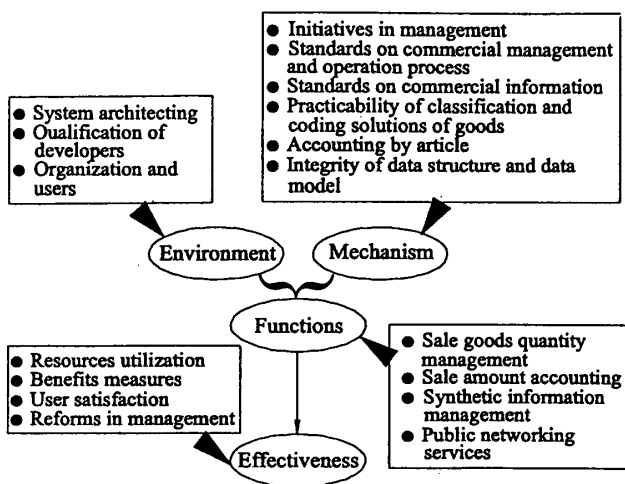 ● Initiatives in management
● Standards on commercial management
and operation process
● Standards on commercial information
● Practicability of classification and
coding solutions of goods
● Accounting by article
● Integrity of data structure and data
model
● System architecting
● Oualification of
developers
● Organization and
users
Environment
Mechanism
Functions
● Resources utilization
● Benefits measures
● User satisfaction
● Reforms in management
● Sale goods quantity
management
● Sale amount accounting
● Synthetic information
management
● Public networking
services
Effectiveness